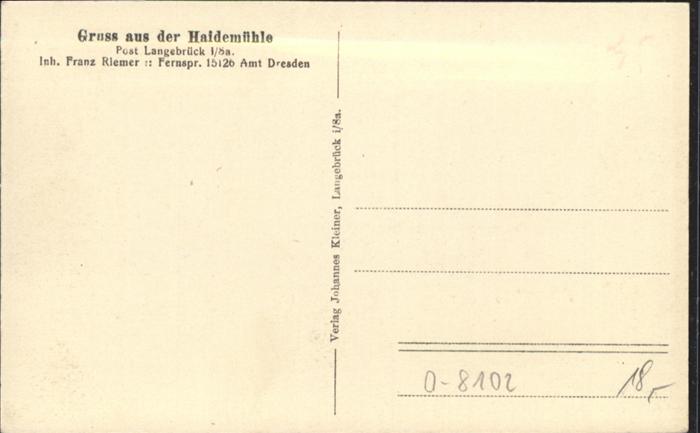 Gruss aus der Haidemühle
Post Langebrück i/Sa.
Inh. Franz Riemer :: Fernspr. 15126 Amt Dresden
Verlag Johannes Kleiner, Langebrück i/Sa.
O-8102
18,-